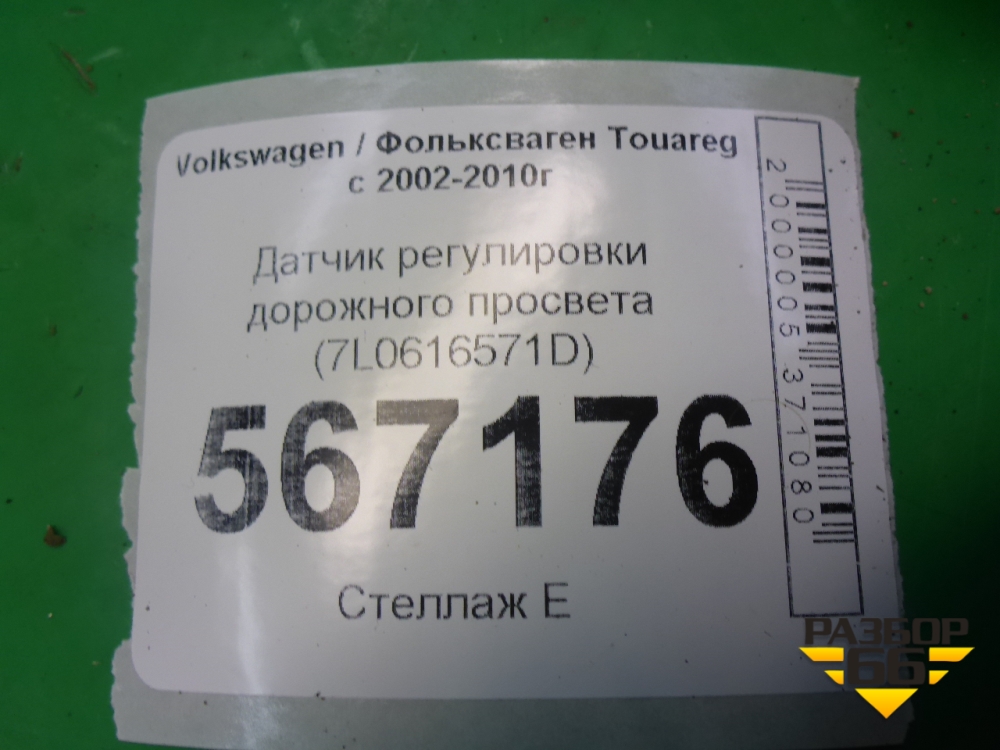 Volkswagen / Фольксваген Touareg
с 2002-2010г
Датчик регулировки
дорожного просвета
(7L0616571D)
567176
Стеллаж Е
2000005371080
РАЗБОР
66